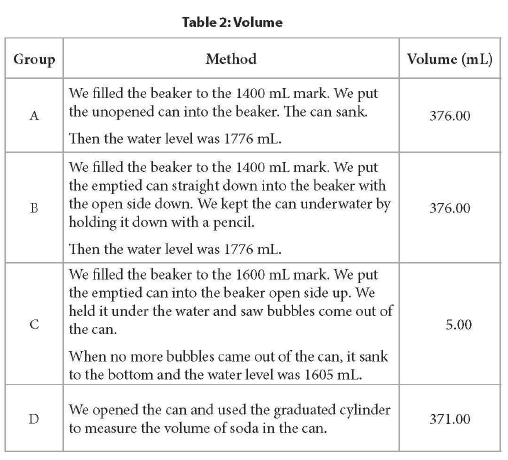 Table 2: Volume
Group Method Volume (mL)
We filled the beaker to the 1400 mL mark. We put
the unopened can into the beaker. The can sank.
A 376.00
Then the water level was 1776 mL.
We filled the beaker to the 1400 mL mark. We put
the emptied can straight down into the beaker with
the open side down. We kept the can underwater by
B 376.00
holding it down with a pencil.
Then the water level was 1776 mL.
We filled the beaker to the 1600 mL mark. We put
the emptied can into the beaker open side up. We
held it under the water and saw bubbles come out of
the can.
C 5.00
When no more bubbles came out of the can, it sank
to the bottom and the water level was 1605 mL.
We opened the can and used the graduated cylinder
D 371.00
to measure the volume of soda in the can.